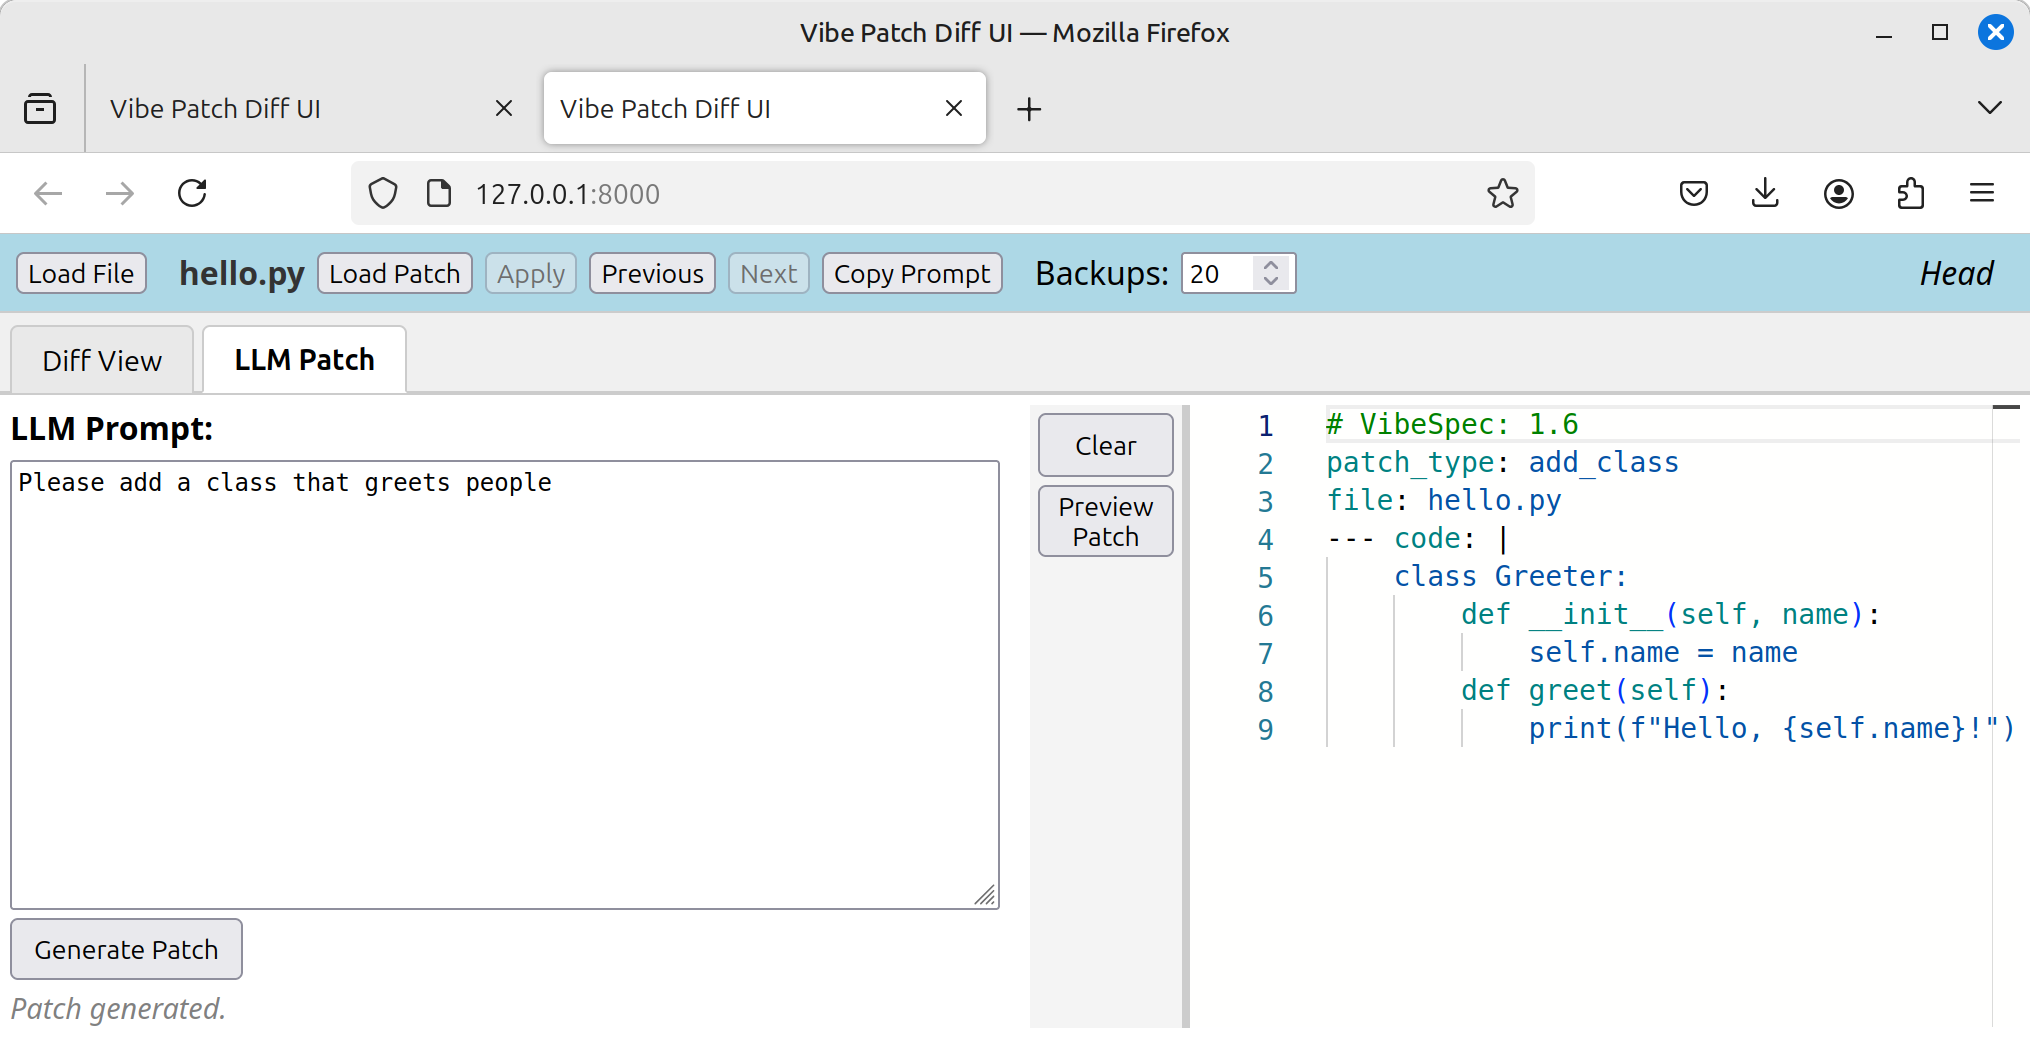 Vibe Patch Diff UI — Mozilla Firefox
Vibe Patch Diff UI
Vibe Patch Diff UI
127.0.0.1:8000
Load File
hello.py
Load Patch
Apply
Previous
Next
Copy Prompt
Backups:
20
Head
Diff View
LLM Patch
LLM Prompt:
Please add a class that greets people
Generate Patch
Patch generated.
Clear
Preview
Patch
1 # VibeSpec: 1.6
2 patch_type: add_class
3 file: hello.py
4 --- code: |
5     class Greeter:
6         def __init__(self, name):
7             self.name = name
8         def greet(self):
9             print(f"Hello, {self.name}!")